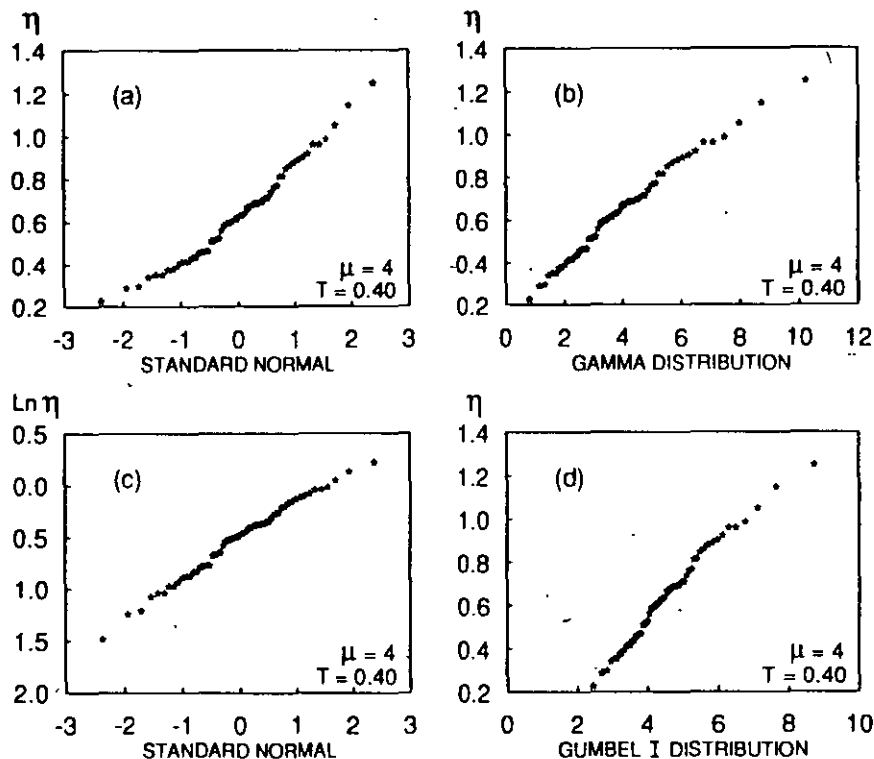 η
1.4
1.2
1.0
0.8
0.6
0.4
0.2
(a)
μ = 4
T = 0.40
-3 -2 -1 0 1 2 3
STANDARD NORMAL
η
1.4
1.2
1.0
0.8
0.6
-0.4
0.2
(b)
μ = 4
T = 0.40
0 2 4 6 8 10 12
GAMMA DISTRIBUTION
Ln η
0.5
0.0
0.5
1.0
1.5
2.0
(c)
μ = 4
T = 0.40
-3 -2 -1 0 1 2 3
STANDARD NORMAL
η
1.4
1.2
1.0
0.8
0.6
0.4
0.2
(d)
μ = 4
T = 0.40
0 2 4 6 8 10
GUMBEL I DISTRIBUTION